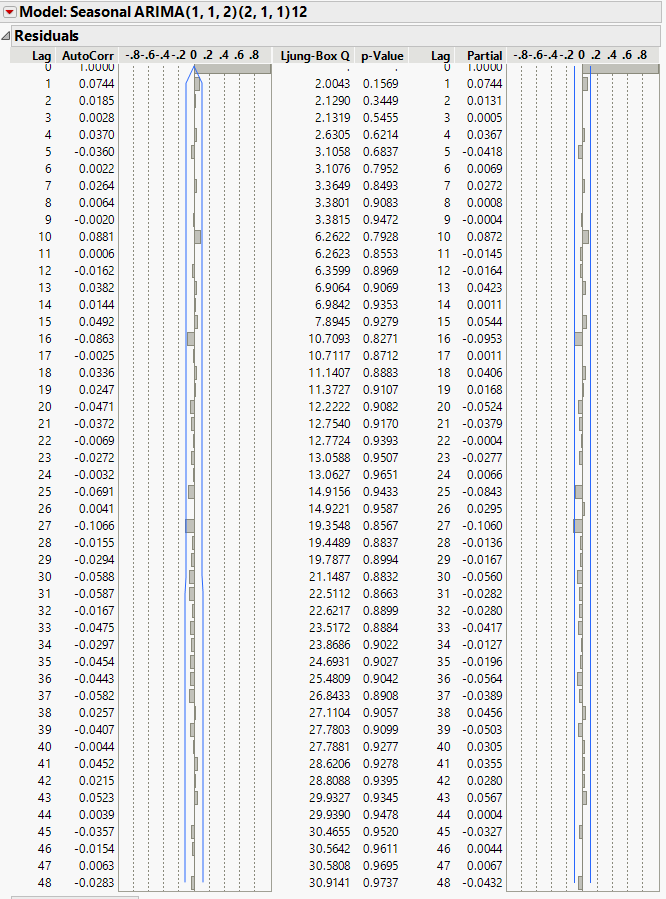 Model: Seasonal ARIMA(1, 1, 2)(2, 1, 1)12
Residuals
Lag AutoCorr -.8-.6-.4-.2 0 .2 .4 .6 .8 Ljung-Box Q p-Value Lag Partial -.8-.6-.4-.2 0 .2 .4 .6 .8
0 1.0000 . . 0 1.0000
1 0.0744 2.0043 0.1569 1 0.0744
2 0.0185 2.1290 0.3449 2 0.0131
3 0.0028 2.1319 0.5455 3 0.0005
4 0.0370 2.6305 0.6214 4 0.0367
5 -0.0360 3.1058 0.6837 5 -0.0418
6 0.0022 3.1076 0.7952 6 0.0069
7 0.0264 3.3649 0.8493 7 0.0272
8 0.0064 3.3801 0.9083 8 0.0008
9 -0.0020 3.3815 0.9472 9 -0.0004
10 0.0881 6.2622 0.7928 10 0.0872
11 0.0006 6.2623 0.8553 11 -0.0145
12 -0.0162 6.3599 0.8969 12 -0.0164
13 0.0382 6.9064 0.9069 13 0.0423
14 0.0144 6.9842 0.9353 14 0.0011
15 0.0492 7.8945 0.9279 15 0.0544
16 -0.0863 10.7093 0.8271 16 -0.0953
17 -0.0025 10.7117 0.8712 17 0.0011
18 0.0336 11.1407 0.8883 18 0.0406
19 0.0247 11.3727 0.9107 19 0.0168
20 -0.0471 12.2222 0.9082 20 -0.0524
21 -0.0372 12.7540 0.9170 21 -0.0379
22 -0.0069 12.7724 0.9393 22 -0.0004
23 -0.0272 13.0588 0.9507 23 -0.0277
24 -0.0032 13.0627 0.9651 24 0.0066
25 -0.0691 14.9156 0.9433 25 -0.0843
26 0.0041 14.9221 0.9587 26 0.0295
27 -0.1066 19.3548 0.8567 27 -0.1060
28 -0.0155 19.4489 0.8837 28 -0.0136
29 -0.0294 19.7877 0.8994 29 -0.0167
30 -0.0588 21.1487 0.8832 30 -0.0560
31 -0.0587 22.5112 0.8663 31 -0.0282
32 -0.0167 22.6217 0.8899 32 -0.0280
33 -0.0475 23.5172 0.8884 33 -0.0417
34 -0.0297 23.8686 0.9022 34 -0.0127
35 -0.0454 24.6931 0.9027 35 -0.0196
36 -0.0443 25.4809 0.9042 36 -0.0564
37 -0.0582 26.8433 0.8908 37 -0.0389
38 0.0257 27.1104 0.9057 38 0.0456
39 -0.0407 27.7803 0.9099 39 -0.0503
40 -0.0044 27.7881 0.9277 40 0.0305
41 0.0452 28.6206 0.9278 41 0.0355
42 0.0215 28.8088 0.9395 42 0.0280
43 0.0523 29.9327 0.9345 43 0.0567
44 0.0039 29.9390 0.9478 44 0.0004
45 -0.0357 30.4655 0.9520 45 -0.0327
46 -0.0154 30.5642 0.9611 46 0.0044
47 0.0063 30.5808 0.9695 47 0.0067
48 -0.0283 30.9141 0.9737 48 -0.0432